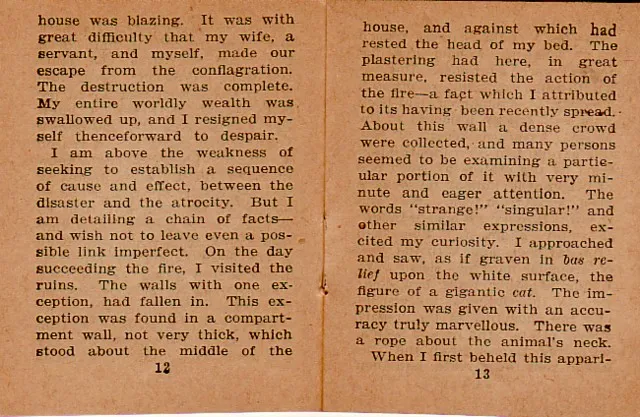 house was blazing. It was with
great difficulty that my wife, a
servant, and myself, made our
escape from the conflagration.
The destruction was complete.
My entire worldly wealth was
swallowed up, and I resigned my-
self thenceforward to despair.
I am above the weakness of
seeking to establish a sequence
of cause and effect, between the
disaster and the atrocity. But I
am detailing a chain of facts—
and wish not to leave even a pos-
sible link imperfect. On the day
succeeding the fire, I visited the
ruins. The walls with one ex-
ception, had fallen in. This ex-
ception was found in a compart-
ment wall, not very thick, which
stood about the middle of the
12
house, and against which had
rested the head of my bed. The
plastering had here, in great
measure, resisted the action of
the fire—a fact which I attributed
to its having been recently spread.
About this wall a dense crowd
were collected, and many persons
seemed to be examining a partic-
ular portion of it with very mi-
nute and eager attention. The
words "strange!" "singular!" and
other similar expressions, ex-
cited my curiosity. I approached
and saw, as if graven in bas re-
lief upon the white surface, the
figure of a gigantic cat. The im-
pression was given with an accu-
racy truly marvellous. There was
a rope about the animal's neck.
When I first beheld this appari-
13